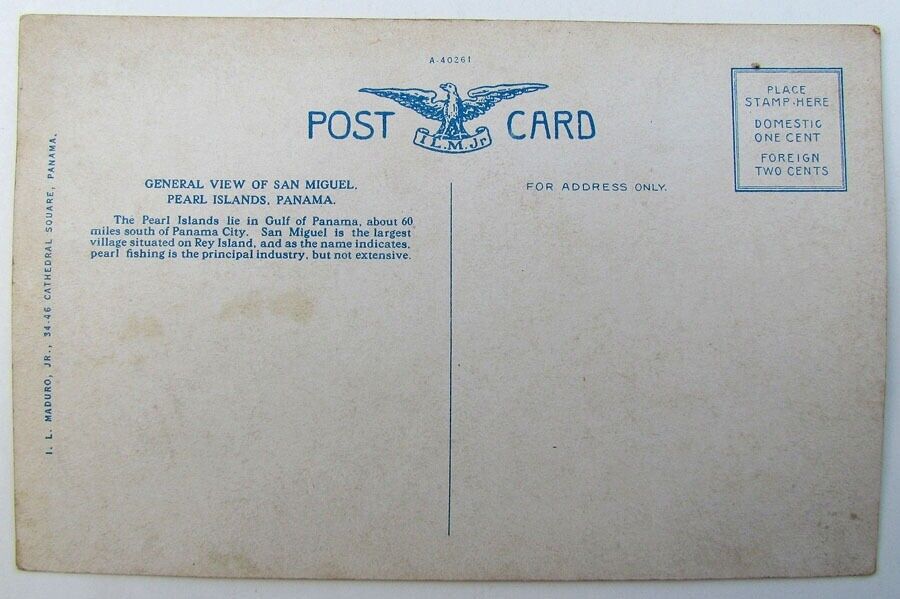 A-40261
POST CARD
I.L.M.Jr
PLACE
STAMP HERE
DOMESTIC
ONE CENT
FOREIGN
TWO CENTS
GENERAL VIEW OF SAN MIGUEL,
PEARL ISLANDS, PANAMA.
The Pearl Islands lie in Gulf of Panama, about 60
miles south of Panama City. San Miguel is the largest
village situated on Rey Island, and as the name indicates,
pearl fishing is the principal industry, but not extensive.
FOR ADDRESS ONLY.
I. L. MADURO, JR., 34-46 CATHEDRAL SQUARE, PANAMA.